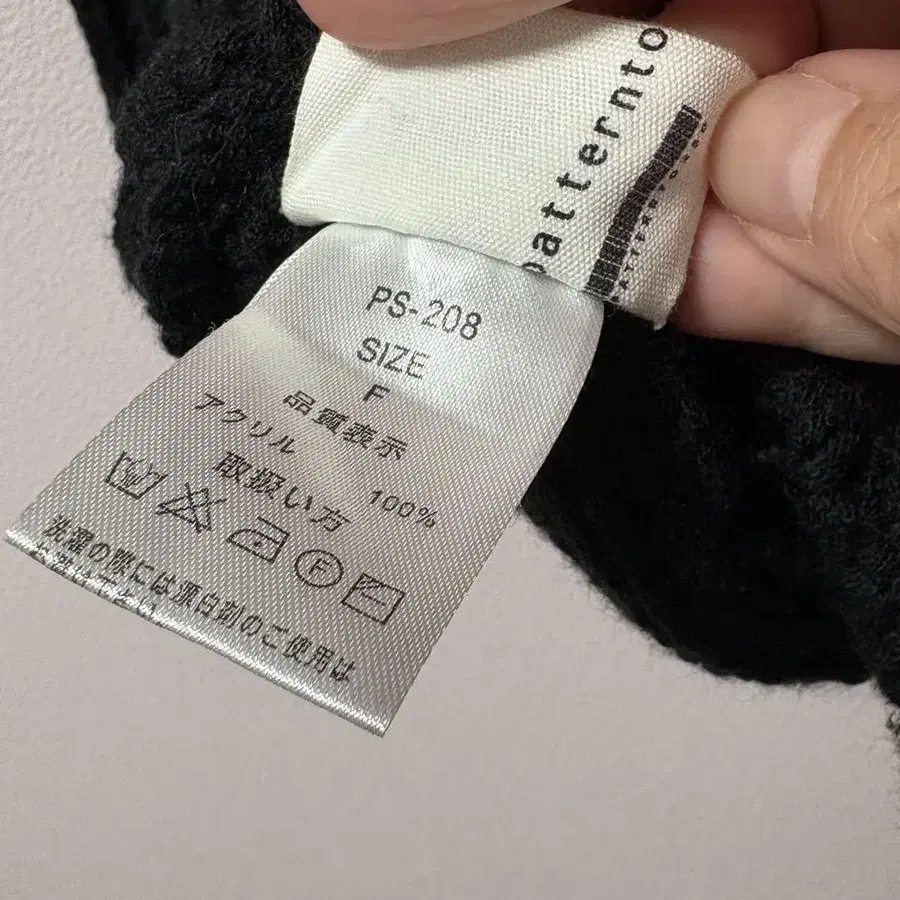 patternto
PS-208
SIZE
F
品質表示
アクリル 100%
取扱い方
F
洗濯の際には漂白剤のご使用は